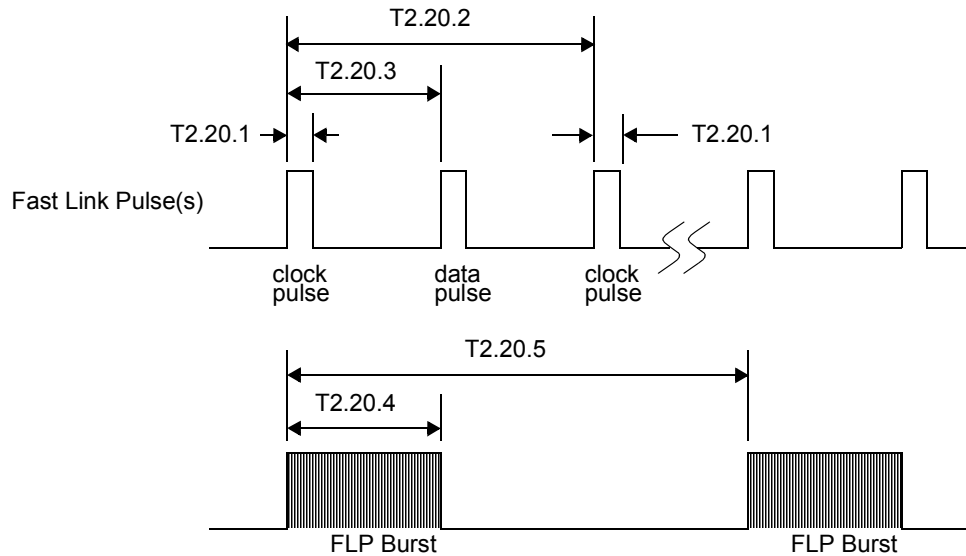 T2.20.2
T2.20.3
T2.20.1
T2.20.1
Fast Link Pulse(s)
clock
pulse
data
pulse
clock
pulse
T2.20.5
T2.20.4
FLP Burst
FLP Burst